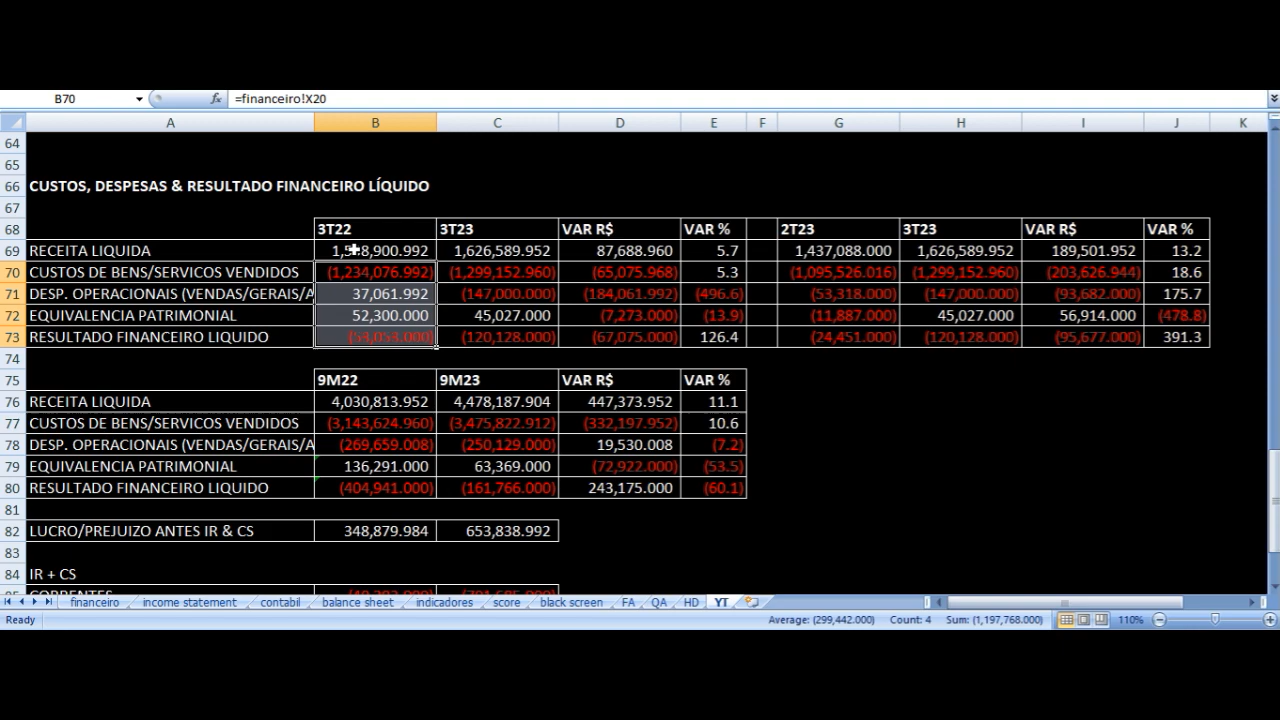 B70 fx =financeiro!X20
A B C D E F G H I J K
64
65
66 CUSTOS, DESPESAS & RESULTADO FINANCEIRO LÍQUIDO
67
68 3T22 3T23 VAR R$ VAR % 2T23 3T23 VAR R$ VAR %
69 RECEITA LIQUIDA 1,626,589.952 87,688.960 5.7 1,437,088.000 1,626,589.952 189,501.952 13.2
70 CUSTOS DE BENS/SERVICOS VENDIDOS (1,234,076.992) (1,299,152.960) (65,075.968) 5.3 (1,095,526.016) (1,299,152.960) (203,626.944) 18.6
71 DESP. OPERACIONAIS (VENDAS/GERAIS/A 37,061.992 (147,000.000) (184,061.992) (496.6) (53,318.000) (147,000.000) (93,682.000) 175.7
72 EQUIVALENCIA PATRIMONIAL 52,300.000 45,027.000 (7,273.000) (13.9) (11,887.000) 45,027.000 56,914.000 (478.8)
73 RESULTADO FINANCEIRO LIQUIDO (53,053.000) (120,128.000) (67,075.000) 126.4 (24,451.000) (120,128.000) (95,677.000) 391.3
74
75 9M22 9M23 VAR R$ VAR %
76 RECEITA LIQUIDA 4,030,813.952 4,478,187.904 447,373.952 11.1
77 CUSTOS DE BENS/SERVICOS VENDIDOS (3,143,624.960) (3,475,822.912) (332,197.952) 10.6
78 DESP. OPERACIONAIS (VENDAS/GERAIS/A (269,659.008) (250,129.000) 19,530.008 (7.2)
79 EQUIVALENCIA PATRIMONIAL 136,291.000 63,369.000 (72,922.000) (53.5)
80 RESULTADO FINANCEIRO LIQUIDO (404,941.000) (161,766.000) 243,175.000 (60.1)
81
82 LUCRO/PREJUIZO ANTES IR & CS 348,879.984 653,838.992
83
84 IR + CS
financeiro income statement contabil balance sheet indicadores score black screen FA QA HD YT
Ready Average: (299,442.000) Count: 4 Sum: (1,197,768.000) 110%